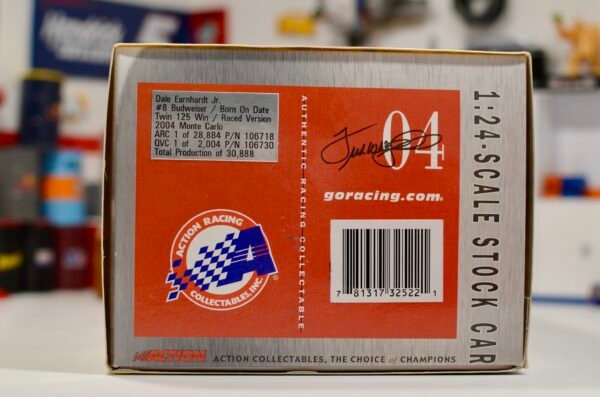 Dale Earnhardt Jr.
#8 Budweiser / Born On Date
Twin 125 Win / Raced Version
2004 Monte Carlo
ARC 1 of 28,884 P/N 106718
QVC 1 of 2,004 P/N 106730
Total Production of 30,888
AUTHENTIC-RACING-COLLECTABLE
04
goracing.com.
1:24-SCALE STOCK CAR
ACTION RACING
A
COLLECTABLES, INC.
®
7 81317 32522 1
ACTION
ACTION COLLECTABLES, THE CHOICE of CHAMPIONS